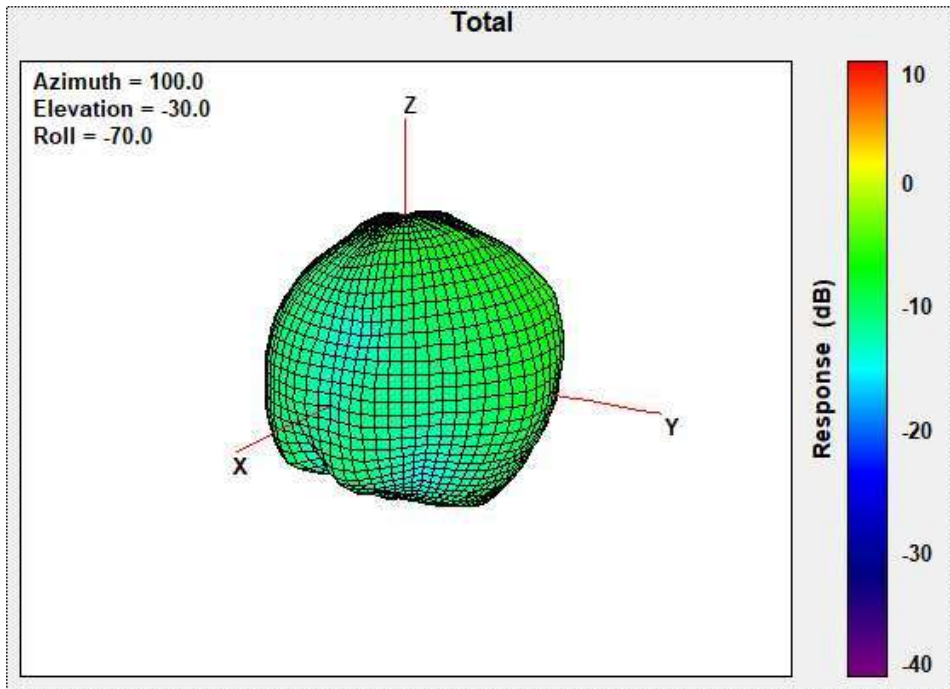 Total
Azimuth = 100.0
Elevation = -30.0
Roll = -70.0
Z
Y
X
10
0
-10
-20
-30
-40
Response (dB)